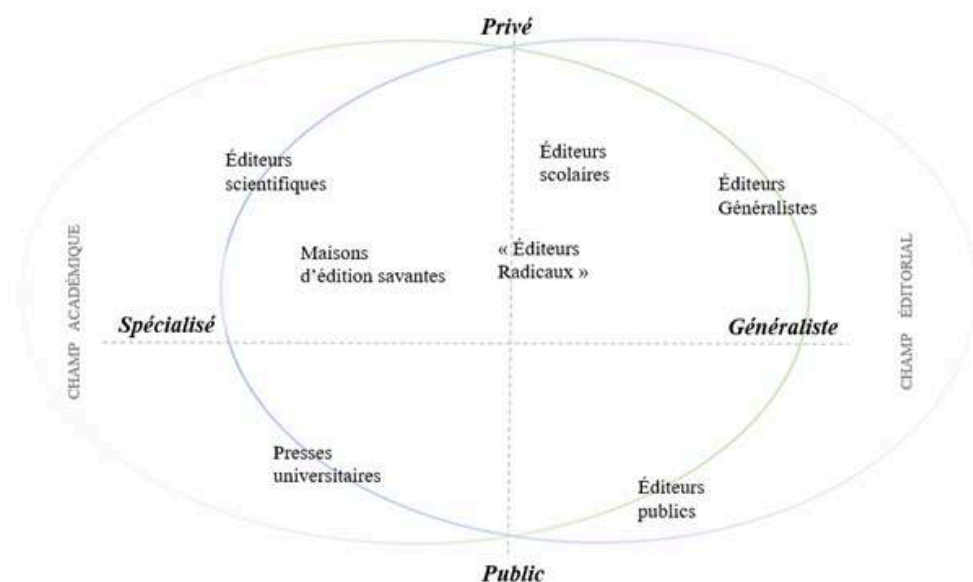 Privé
Éditeurs
scientifiques
Éditeurs
scolaires
Éditeurs
Généralistes
Maisons
d'édition savantes
« Éditeurs
Radicaux »
CHAMP ACADÉMIQUE
CHAMP ÉDITORIAL
Spécialisé
Généraliste
Presses
universitaires
Éditeurs
publics
Public